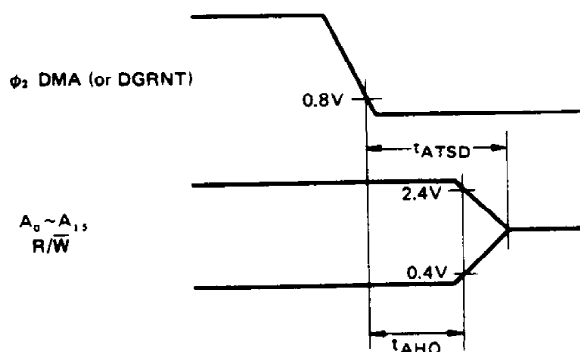 φ₂ DMA (or DGRNT)
0.8V
tATSD
2.4V
A₀ ~ A₁₅
R/W̅
0.4V
tAHO